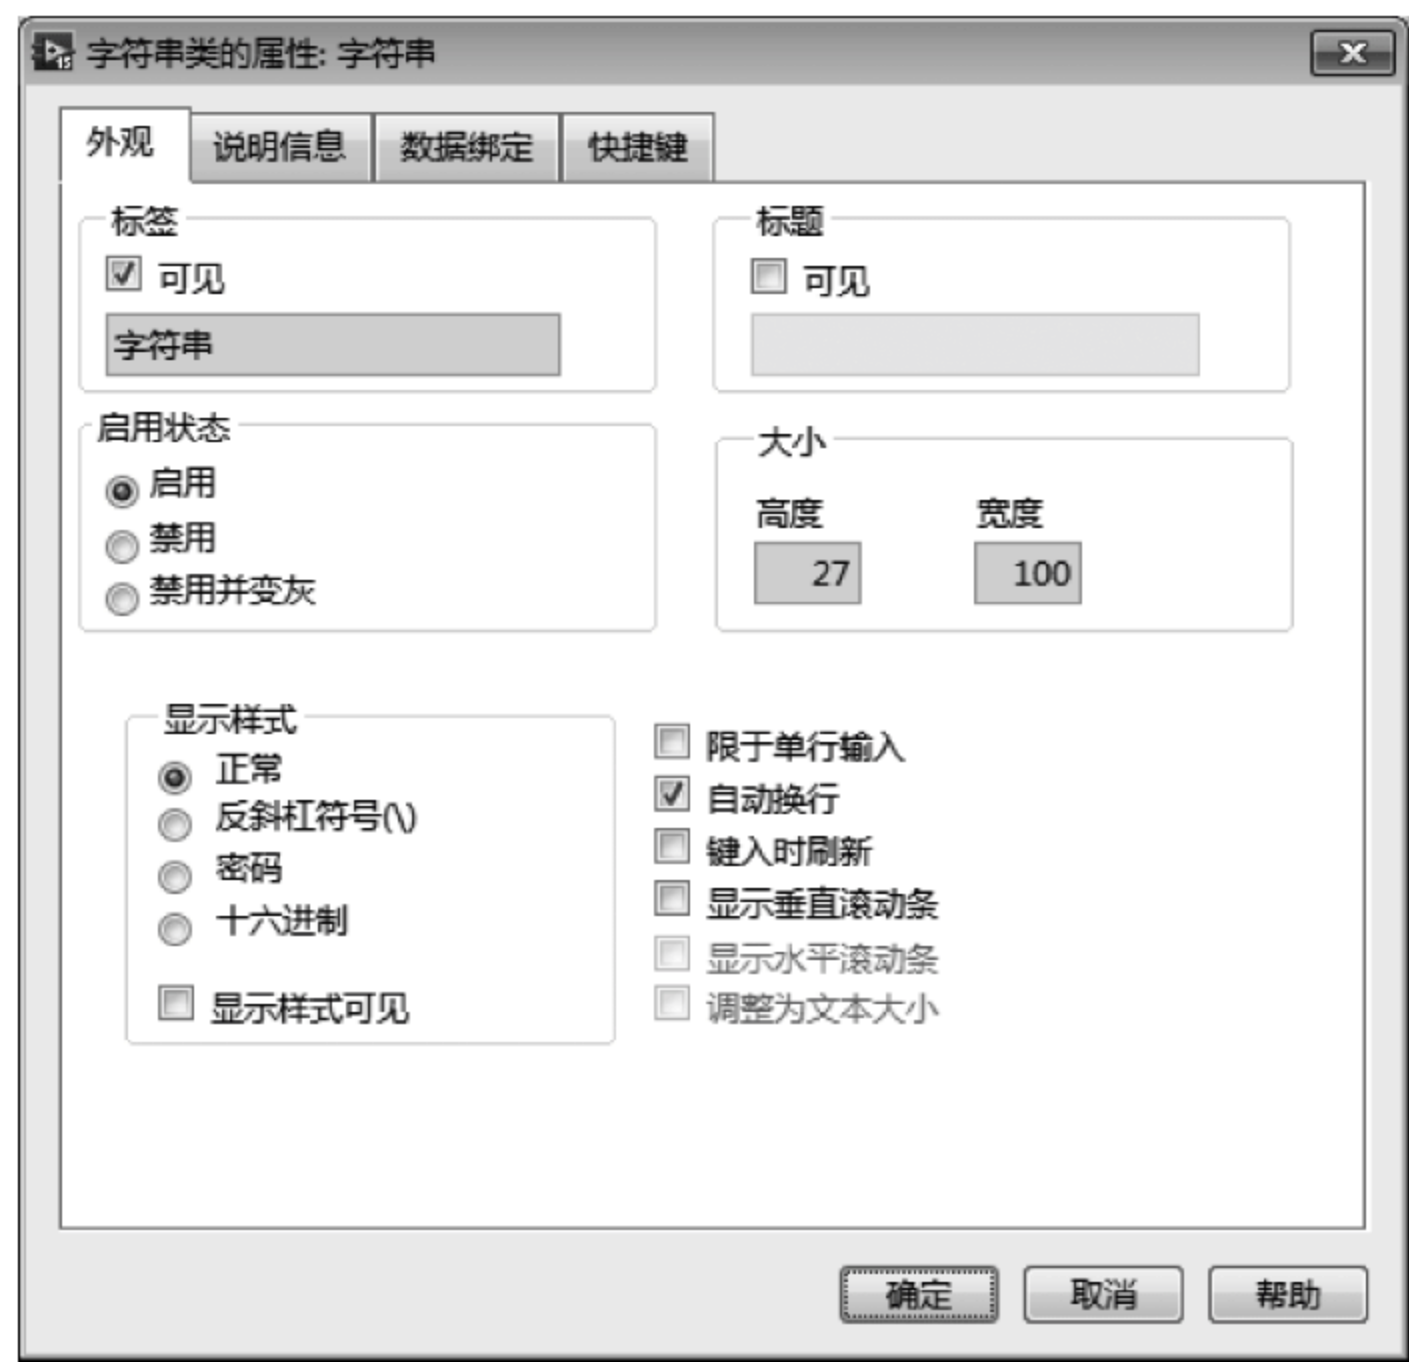 字符串类的属性: 字符串
外观 说明信息 数据绑定 快捷键
标签
可见
字符串
标题
可见
启用状态
启用
禁用
禁用并变灰
大小
高度 宽度
27 100
显示样式
正常
反斜杠符号(\)
密码
十六进制
显示样式可见
限于单行输入
自动换行
键入时刷新
显示垂直滚动条
显示水平滚动条
调整为文本大小
确定 取消 帮助